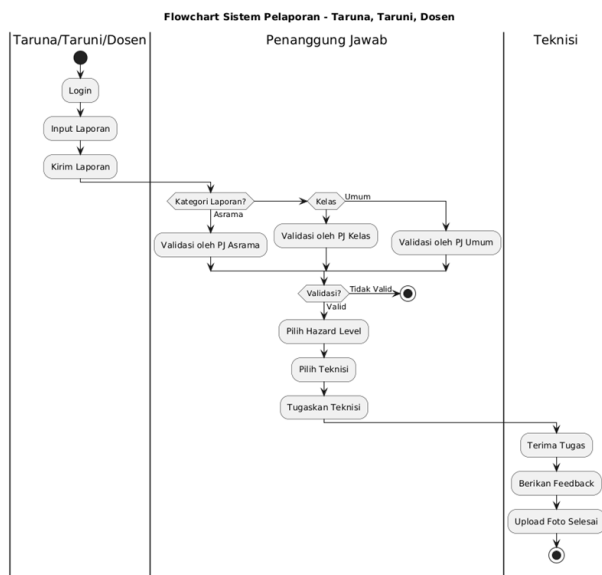 Flowchart Sistem Pelaporan - Taruna, Taruni, Dosen
Taruna/Taruni/Dosen
Penanggung Jawab
Teknisi
Login
Input Laporan
Kirim Laporan
Kategori Laporan?
Asrama
Kelas
Umum
Validasi oleh PJ Asrama
Validasi oleh PJ Kelas
Validasi oleh PJ Umum
Validasi?
Tidak Valid
Valid
Pilih Hazard Level
Pilih Teknisi
Tugaskan Teknisi
Terima Tugas
Berikan Feedback
Upload Foto Selesai